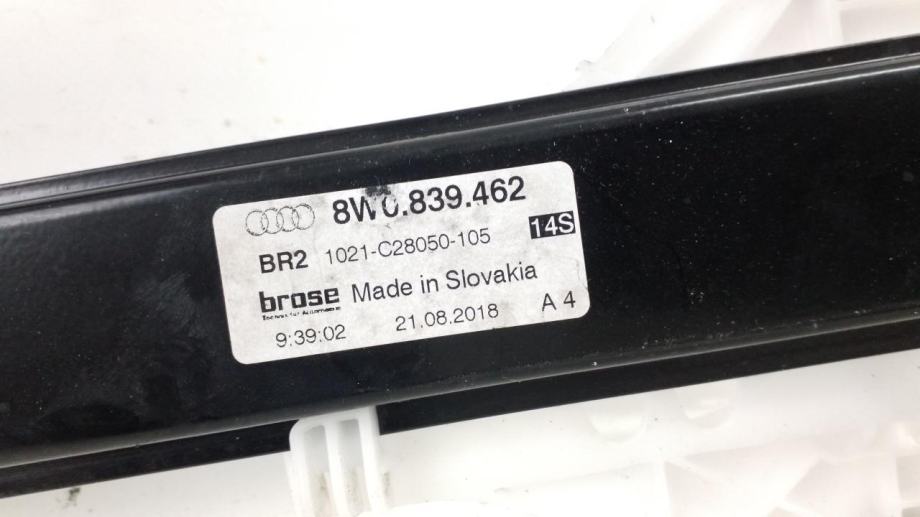 8W0.839.462
14S
BR2 1021-C28050-105
brose Made in Slovakia
9:39:02 21.08.2018 A 4